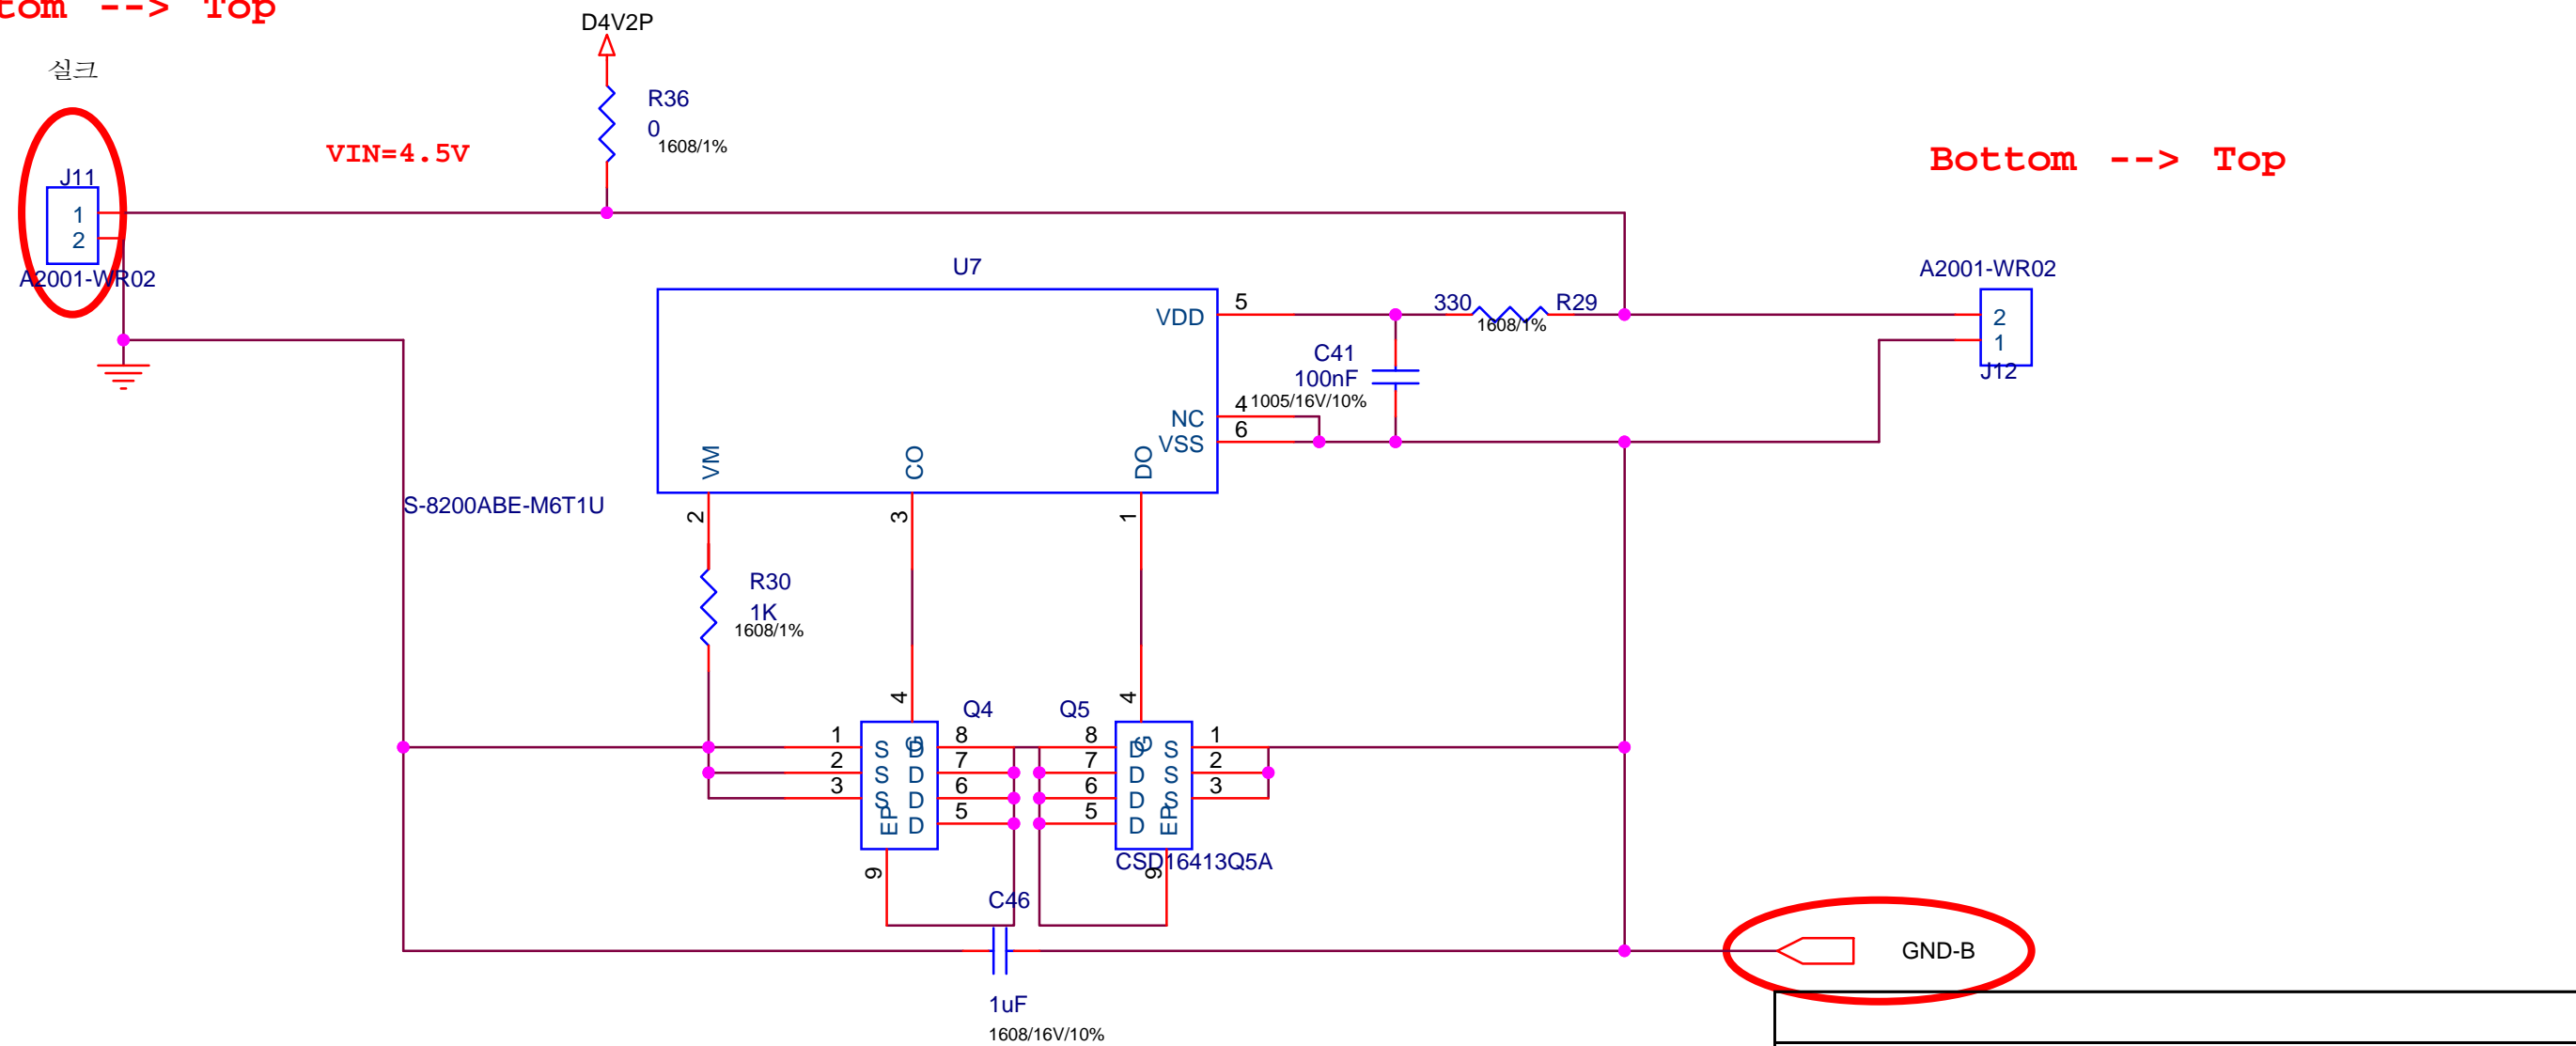 tom --> Top
D4V2P
실크
R36
0
1608/1%
VIN=4.5V
Bottom --> Top
J11
1
2
A2001-WR02
U7
A2001-WR02
VDD
5
330
R29
1608/1%
2
1
J12
C41
100nF
1005/16V/10%
NC
4
VSS
6
VM
CO
DO
S-8200ABE-M6T1U
2
3
1
R30
1K
1608/1%
4
4
Q4
Q5
1
S
G
D
8
8
D
G
S
1
2
S
D
7
7
D
S
2
3
S
D
6
6
D
S
3
EP
D
5
5
D
EP
CSD16413Q5A
9
9
C46
GND-B
1uF
1608/16V/10%